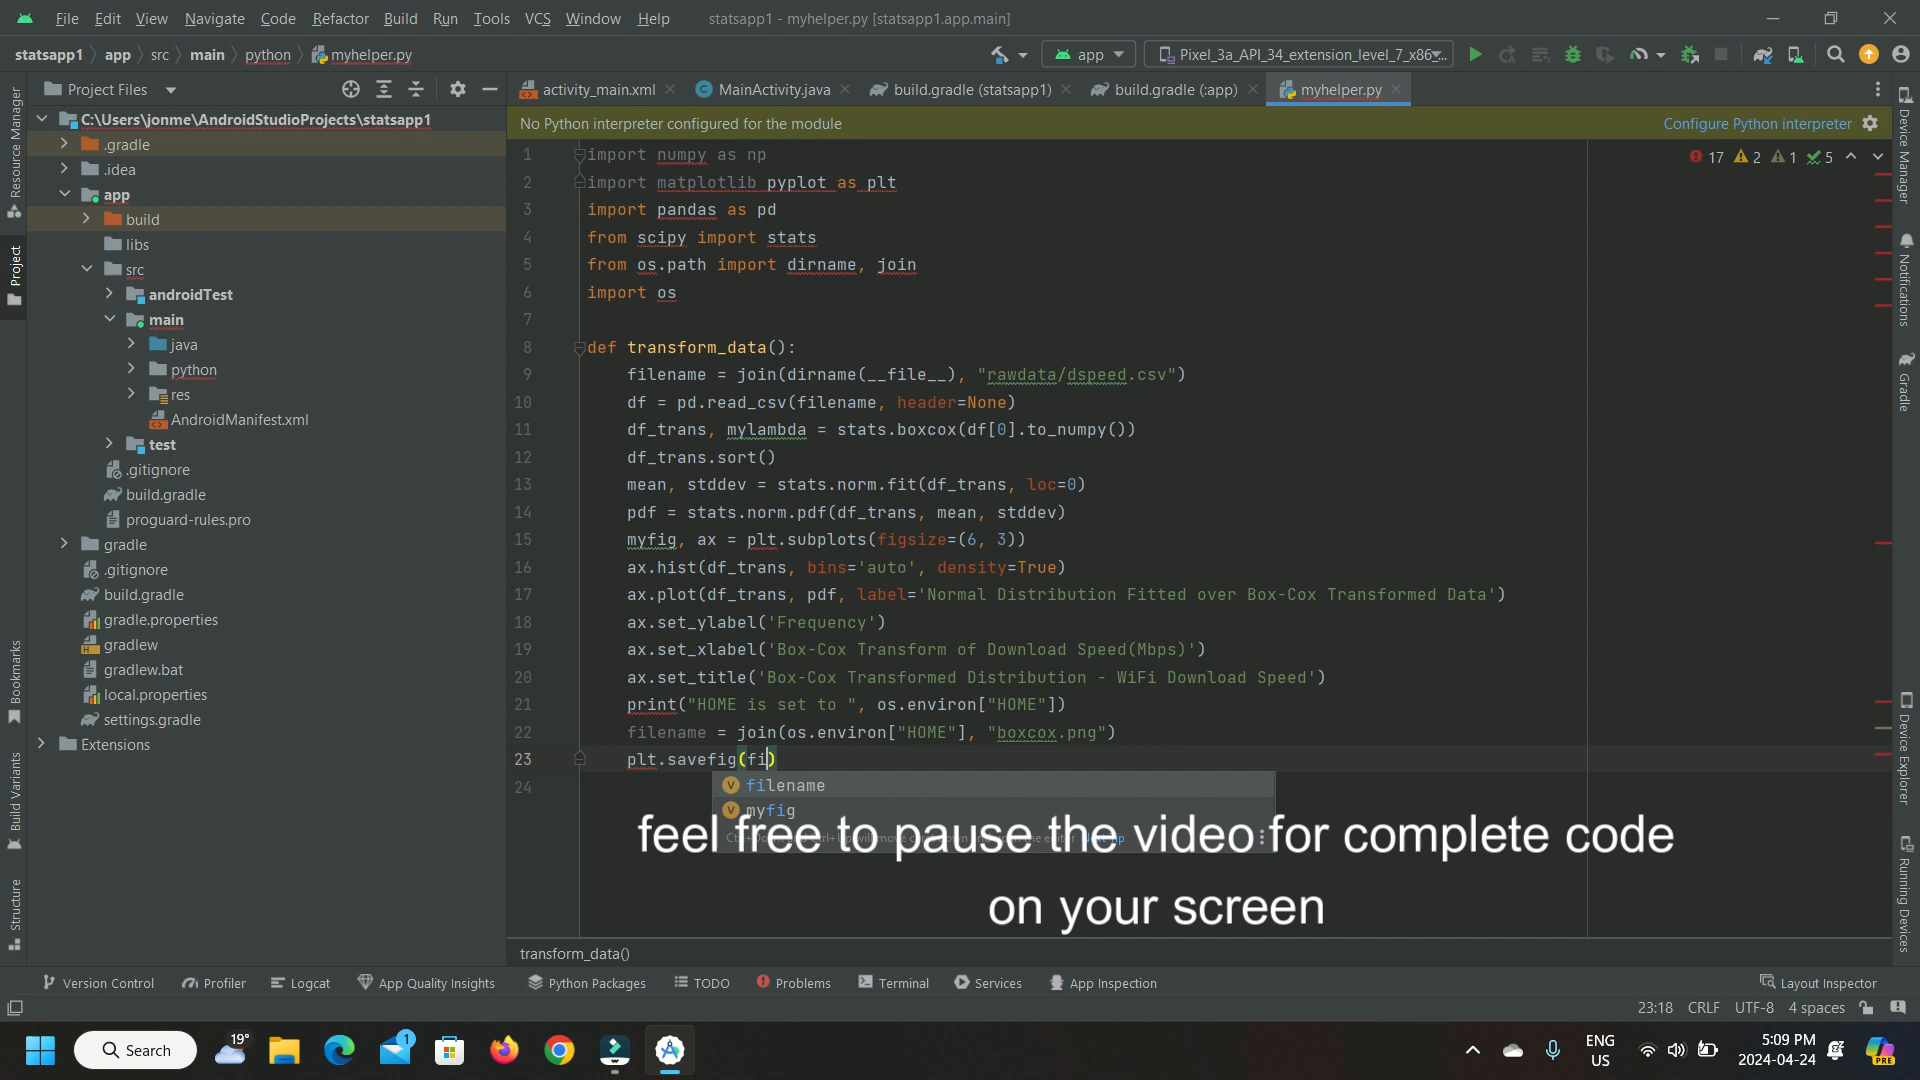 File Edit View Navigate Code Refactor Build Run Tools VCS Window Help statsapp1 - myhelper.py [statsapp1.app.main]
statsapp1 app src main python myhelper.py app Pixel_3a_API_34_extension_level_7_x86...
Project Files
activity_main.xml MainActivity.java build.gradle (statsapp1) build.gradle (:app) myhelper.py
No Python interpreter configured for the module Configure Python interpreter
17 2 1 5
Resource Manager
Project
Bookmarks
Build Variants
Structure
C:\Users\jonme\AndroidStudioProjects\statsapp1
.gradle
.idea
app
build
libs
src
androidTest
main
java
python
res
AndroidManifest.xml
test
.gitignore
build.gradle
proguard-rules.pro
gradle
.gitignore
build.gradle
gradle.properties
gradlew
gradlew.bat
local.properties
settings.gradle
Extensions
1 import numpy as np
2 import matplotlib pyplot as plt
3 import pandas as pd
4 from scipy import stats
5 from os.path import dirname, join
6 import os
7
8 def transform_data():
9 filename = join(dirname(__file__), "rawdata/dspeed.csv")
10 df = pd.read_csv(filename, header=None)
11 df_trans, mylambda = stats.boxcox(df[0].to_numpy())
12 df_trans.sort()
13 mean, stddev = stats.norm.fit(df_trans, loc=0)
14 pdf = stats.norm.pdf(df_trans, mean, stddev)
15 myfig, ax = plt.subplots(figsize=(6, 3))
16 ax.hist(df_trans, bins='auto', density=True)
17 ax.plot(df_trans, pdf, label='Normal Distribution Fitted over Box-Cox Transformed Data')
18 ax.set_ylabel('Frequency')
19 ax.set_xlabel('Box-Cox Transform of Download Speed(Mbps)')
20 ax.set_title('Box-Cox Transformed Distribution - WiFi Download Speed')
21 print("HOME is set to ", os.environ["HOME"])
22 filename = join(os.environ["HOME"], "boxcox.png")
23 plt.savefig(fi)
24
filename
myfig
feel free to pause the video for complete code
on your screen
transform_data()
Device Manager
Notifications
Gradle
Device Explorer
Running Devices
Version Control Profiler Logcat App Quality Insights Python Packages TODO Problems Terminal Services App Inspection Layout Inspector
23:18 CRLF UTF-8 4 spaces
19° Search 1 ENG
US
5:09 PM
2024-04-24
PRE